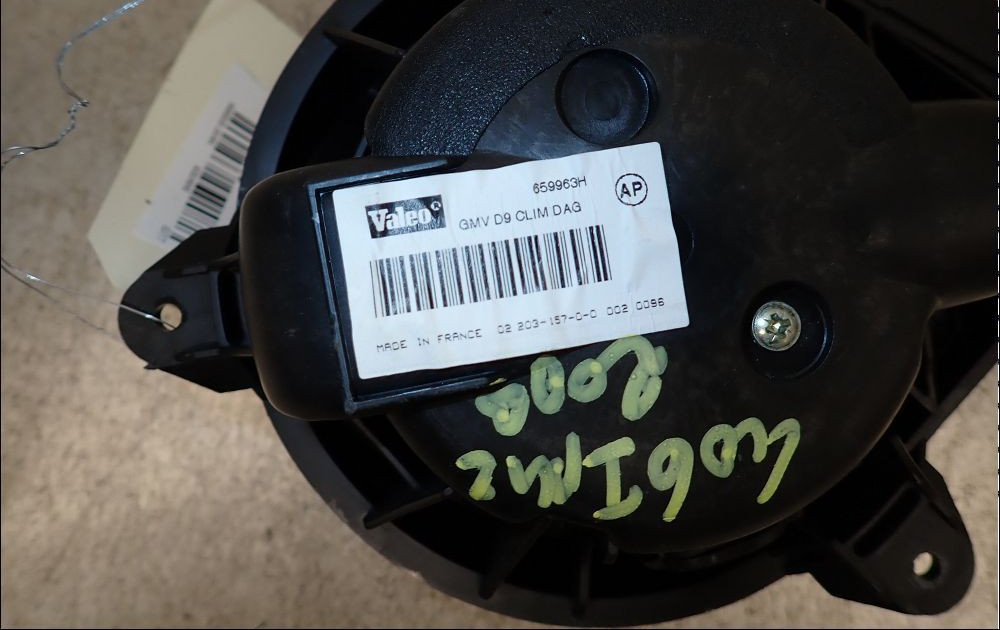 659963H
AP
Valeo®
GMV D9 CLIM DAG
MADE IN FRANCE 02 203-157-0-0 002 0096